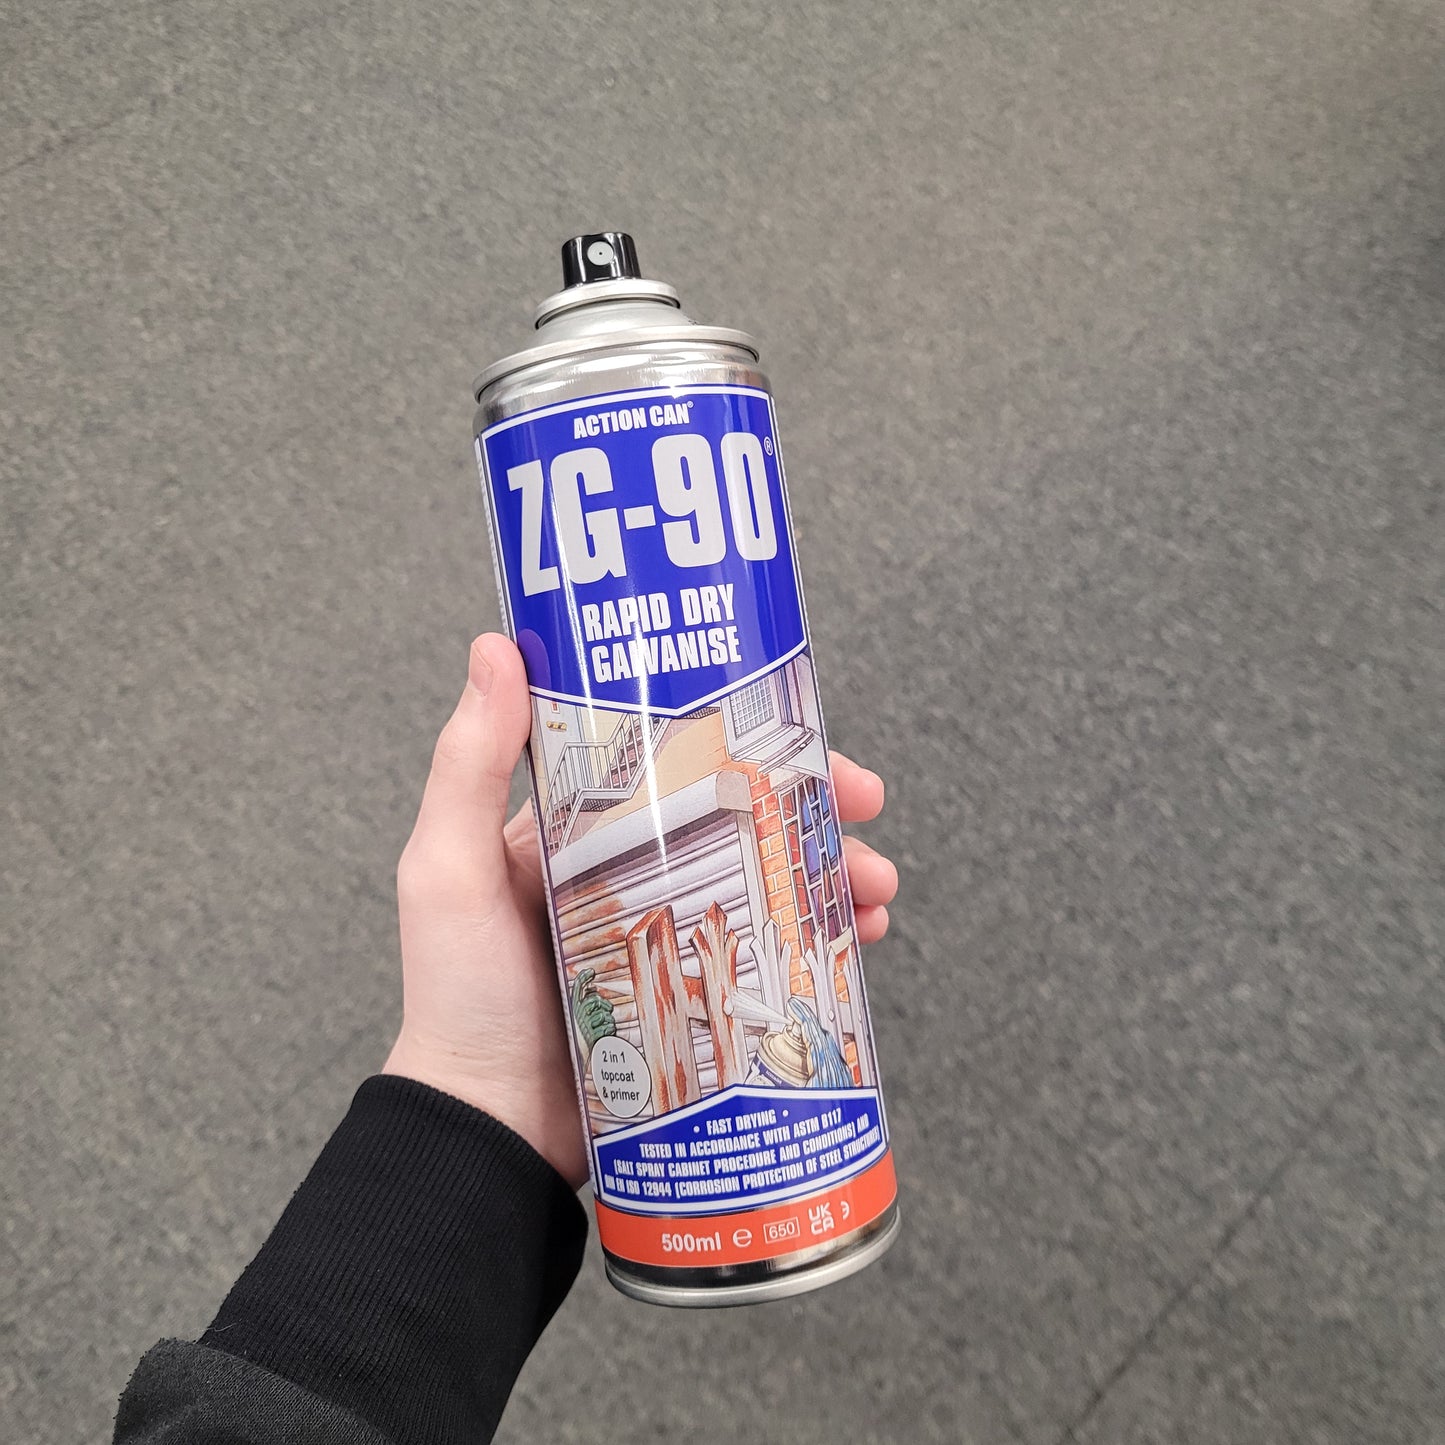 ACTION CAN®
ZG-90®
RAPID DRY
GALVANISE
2 in 1
topcoat
& primer
• FAST DRYING •
TESTED IN ACCORDANCE WITH ASTM B117
(SALT SPRAY CABINET PROCEDURE AND CONDITIONS) AND
EN ISO 12944 (CORROSION PROTECTION OF STEEL STRUCTURES)
500ml ℮ 650 UK
CA